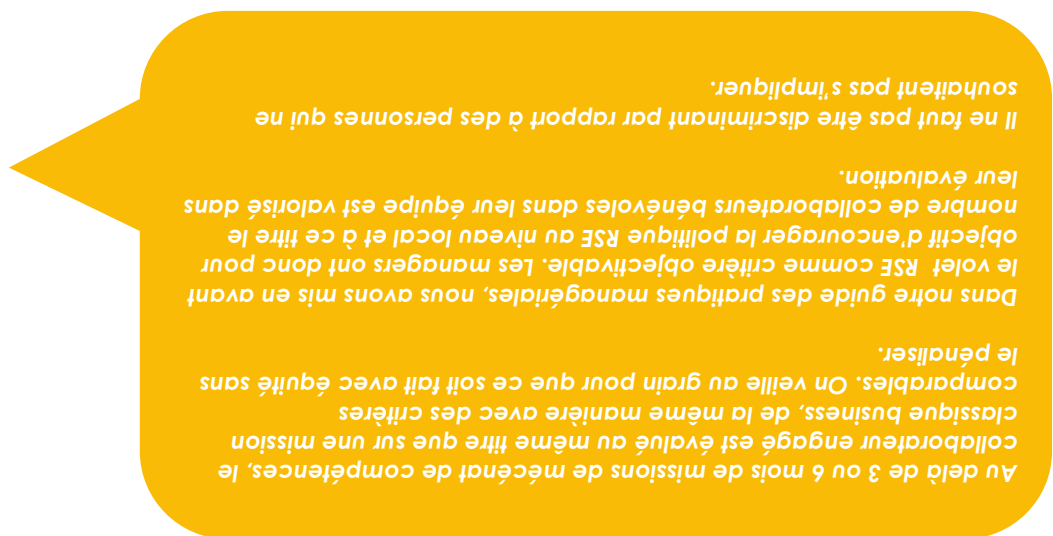 Au delà de 3 ou 6 mois de missions de mécénat de compétences, le
collaborateur engagé est évalué au même titre que sur une mission
classique business, de la même manière avec des critères
comparables. On veille au grain pour que ce soit fait avec équité sans
le pénaliser.
Dans notre guide des pratiques managériales, nous avons mis en avant
le volet RSE comme critère objectivable. Les managers ont donc pour
objectif d'encourager la politique RSE au niveau local et à ce titre le
nombre de collaborateurs bénévoles dans leur équipe est valorisé dans
leur évaluation.
Il ne faut pas être discriminant par rapport à des personnes qui ne
souhaitent pas s'impliquer.